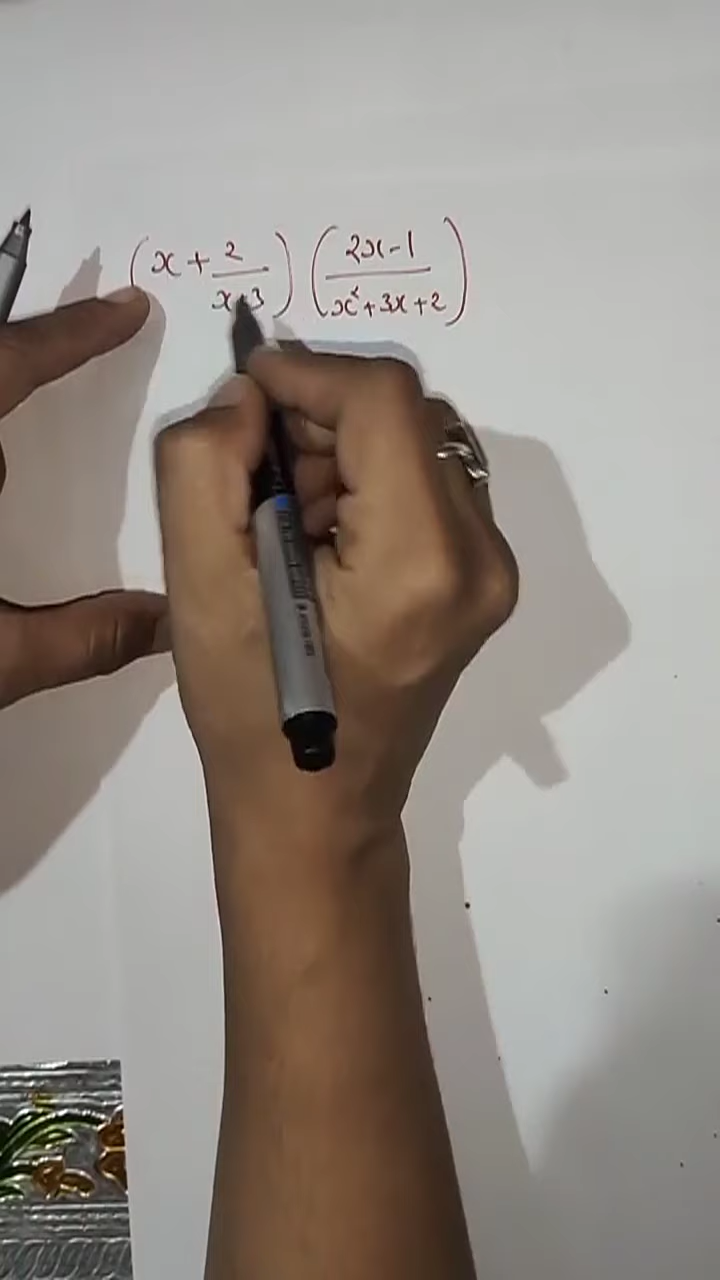 (x + 2/(x+3)) ((2x-1)/(x²+3x+2))